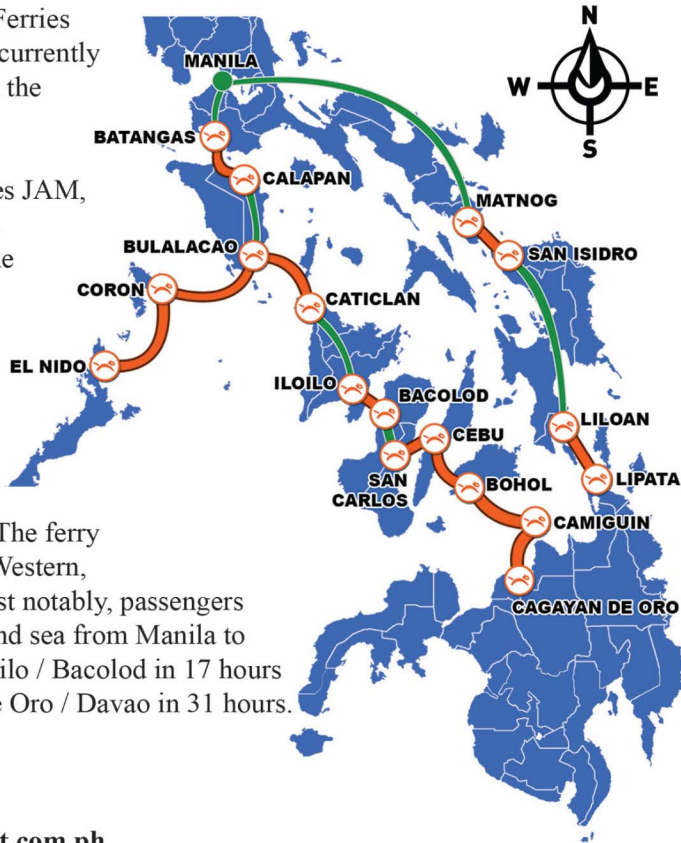 Ferries
currently
the
es JAM,
The ferry
Western,
st notably, passengers
nd sea from Manila to
ilo / Bacolod in 17 hours
e Oro / Davao in 31 hours.
t.com.ph
N
W
E
S
MANILA
BATANGAS
CALAPAN
MATNOG
BULALACAO
SAN ISIDRO
CORON
CATICLAN
EL NIDO
ILOILO
BACOLOD
LILOAN
CEBU
SAN
CARLOS
BOHOL
LIPATA
CAMIGUIN
CAGAYAN DE ORO